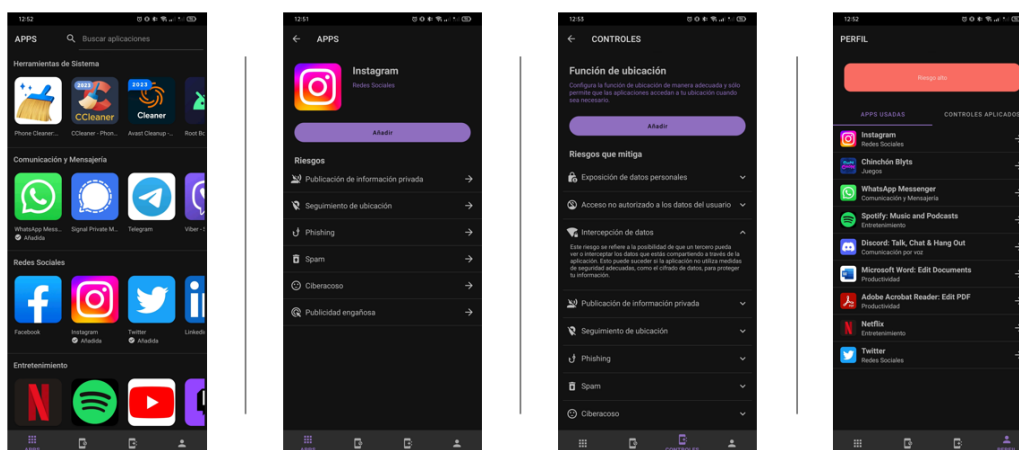 12:52
APPS
Buscar aplicaciones
Herramientas de Sistema
2023
CCleaner
2023
Cleaner
Phone Cleaner:...
CCleaner - Phon...
Avast Cleanup -...
Root Bo
Comunicación y Mensajería
WhatsApp Mess...
Añadida
Signal Private M...
Telegram
Viber - S
Redes Sociales
Facebook
Instagram
Añadida
Twitter
Añadida
LinkedI
Entretenimiento
APPS
12:51
APPS
Instagram
Redes Sociales
Añadir
Riesgos
Publicación de información privada
Seguimiento de ubicación
Phishing
Spam
Ciberacoso
Publicidad engañosa
APPS
12:53
CONTROLES
Función de ubicación
Configura la función de ubicación de manera adecuada y sólo
permite que las aplicaciones accedan a tu ubicación cuando
sea necesario.
Añadir
Riesgos que mitiga
Exposición de datos personales
Acceso no autorizado a los datos del usuario
Intercepción de datos
Este riesgo se refiere a la posibilidad de que un tercero pueda
ver o interceptar los datos que estás compartiendo a través de la
aplicación. Esto puede suceder si la aplicación no utiliza medidas
de seguridad adecuadas, como el cifrado de datos, para proteger
tu información.
Publicación de información privada
Seguimiento de ubicación
Phishing
Spam
Ciberacoso
CONTROLES
12:52
PERFIL
Riesgo alto
APPS USADAS
CONTROLES APLICADOS
Instagram
Redes Sociales
Chinchón Blyts
Juegos
WhatsApp Messenger
Comunicación y Mensajería
Spotify: Music and Podcasts
Entretenimiento
Discord: Talk, Chat & Hang Out
Comunicación por voz
Microsoft Word: Edit Documents
Productividad
Adobe Acrobat Reader: Edit PDF
Productividad
Netflix
Entretenimiento
Twitter
Redes Sociales
PERFIL